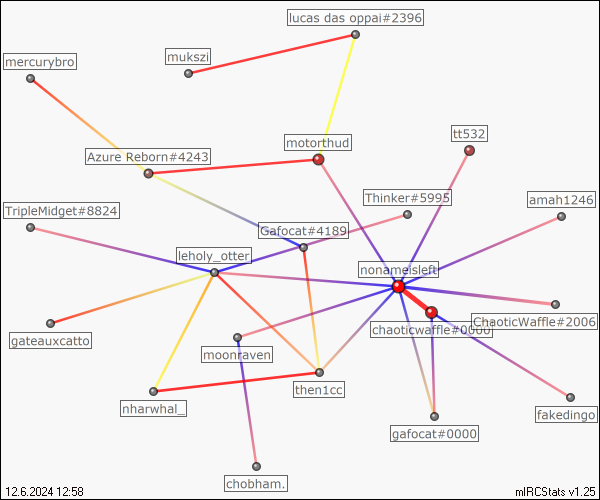 lucas das oppai#2396
mukszi
mercurybro
tt532
motorthud
Azure Reborn#4243
Thinker#5995
amah1246
TripleMidget#8824
Gafocat#4189
leholy_otter
nonameisleft
ChaoticWaffle#2006
chaoticwaffle#0000
gateauxcatto
moonraven
then1cc
nharwhal_
fakedingo
gafocat#0000
chobham.
12.6.2024 12:58
mIRCStats v1.25